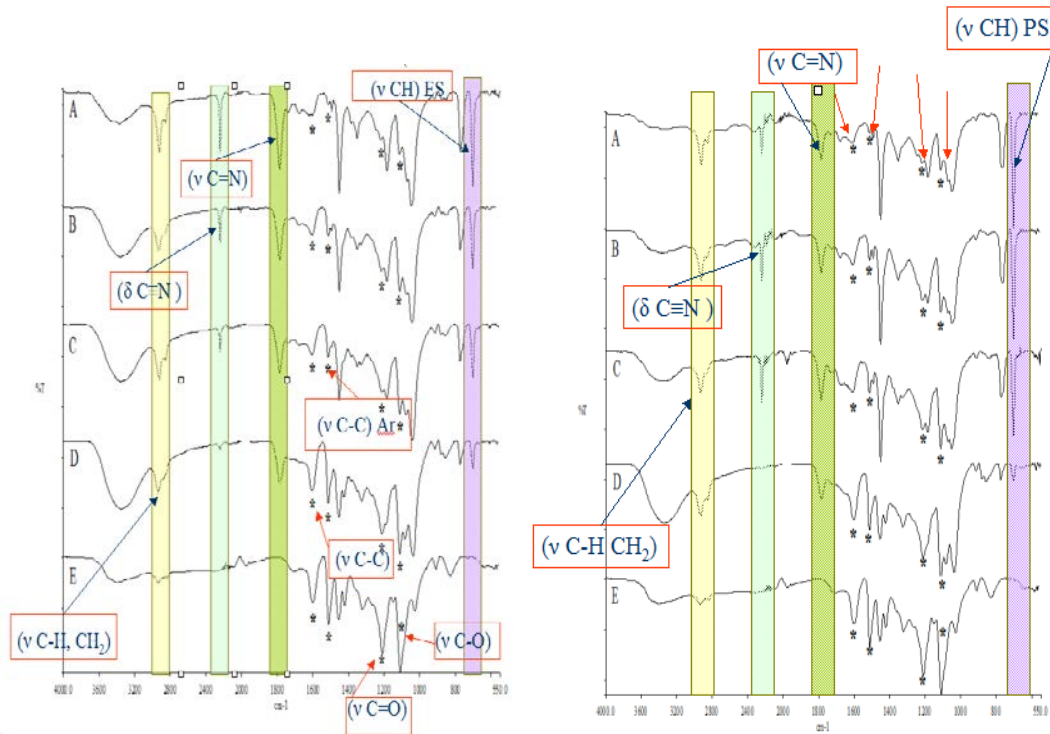 (ν CH) ES
A
(ν C=N)
B
(δ C=N )
C
%T
(ν C-C) Ar
D
(ν C-C)
E
(ν C-H, CH₂)
(ν C-O)
4000.0 3600 3200 2800 2400 2000 1800 1600 1400 1200 1000 800 550.0
cm-1
(ν C=O)
(ν CH) PS
(ν C=N)
A
B
(δ C≡N )
C
%T
D
(ν C-H CH₂)
E
4000.0 3600 3200 2800 2400 2000 1800 1600 1400 1200 1000 800 550.0
cm-1